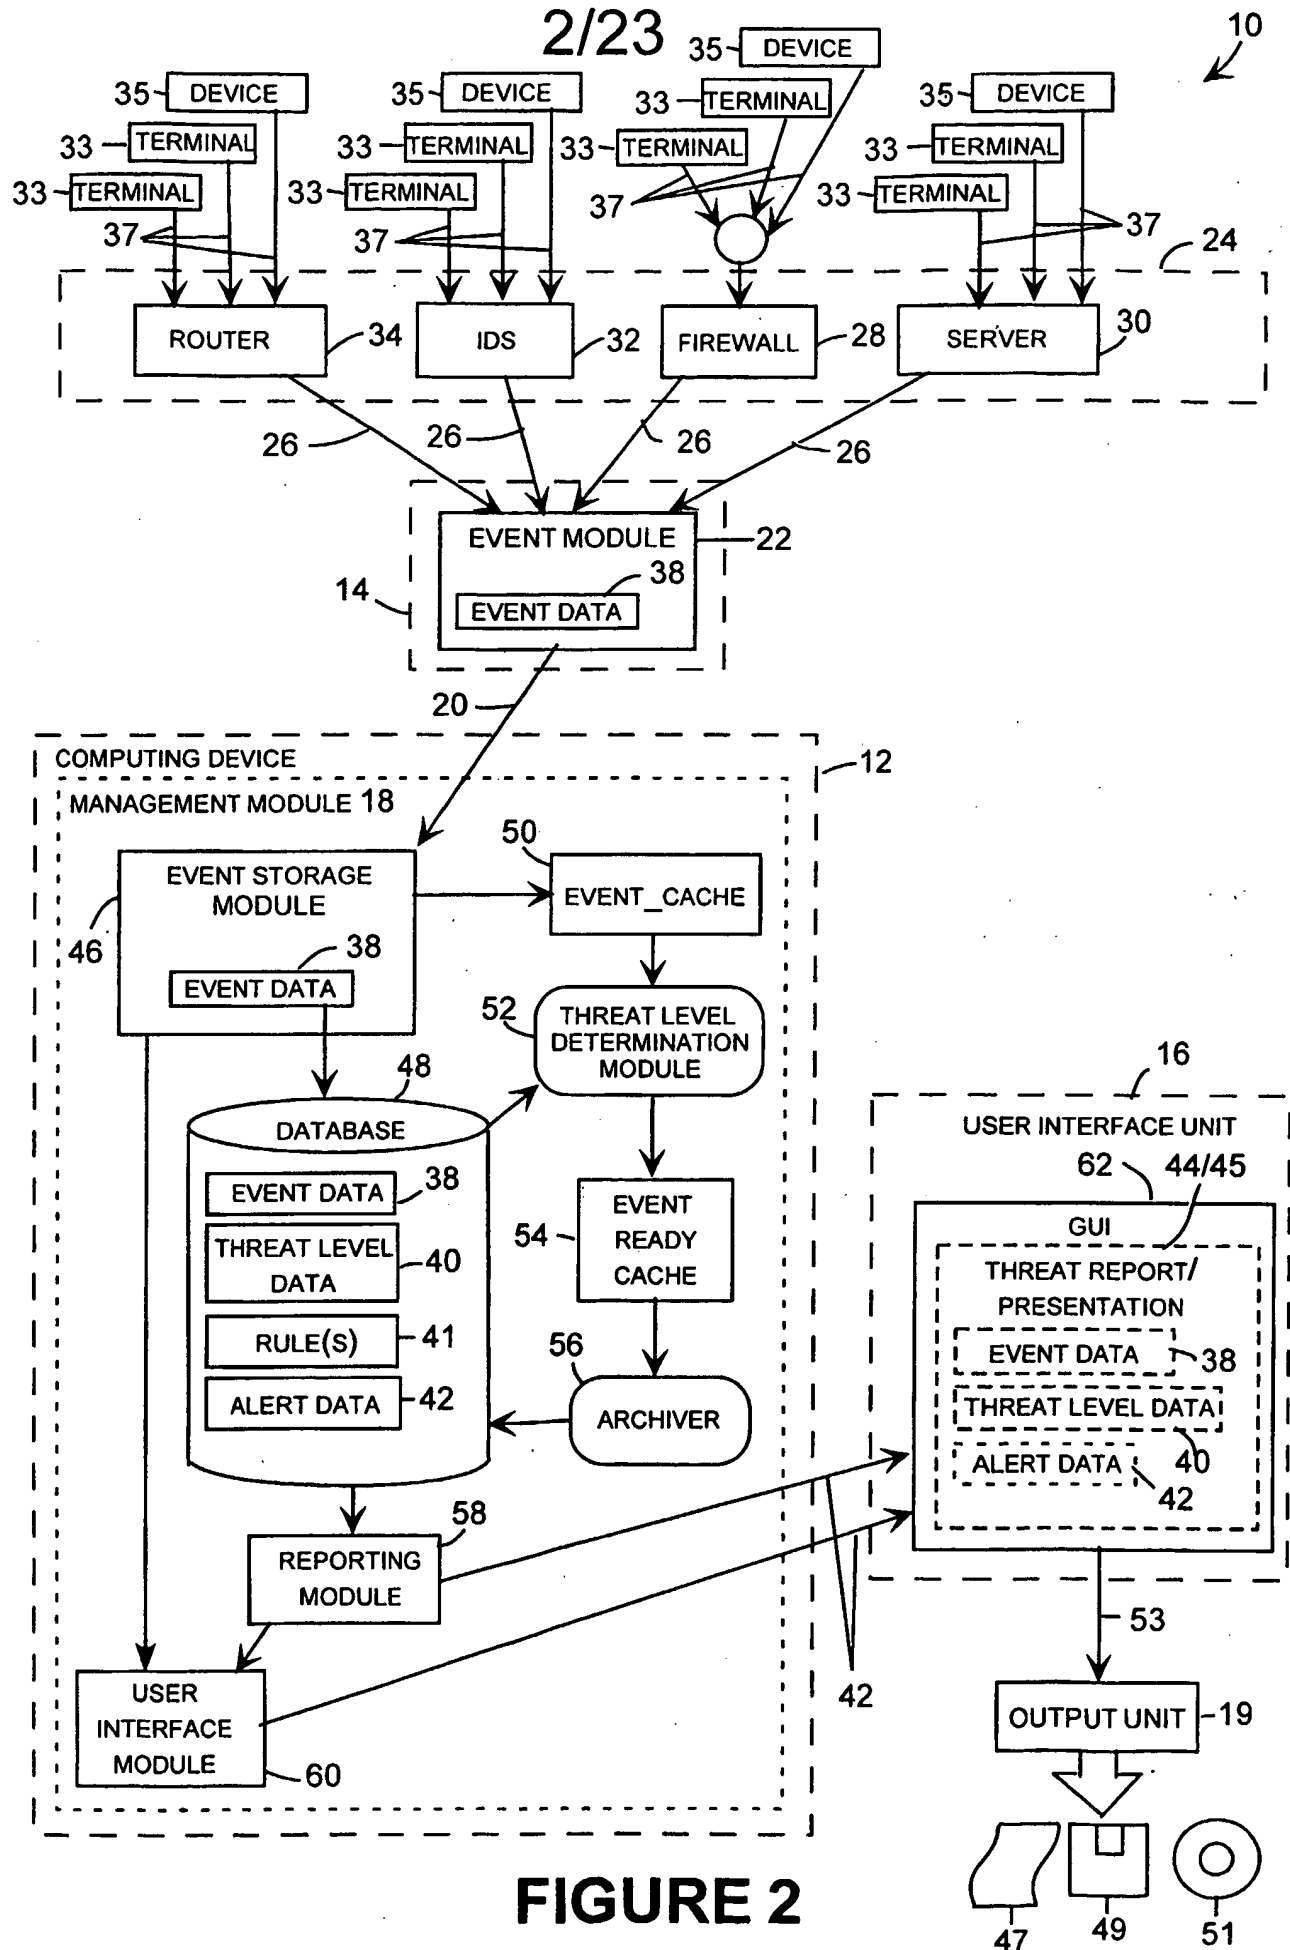 2/23
10
35 DEVICE 35 DEVICE 35 DEVICE 35 DEVICE
33 TERMINAL 33 TERMINAL 33 TERMINAL 33 TERMINAL
33 TERMINAL 33 TERMINAL 33 TERMINAL 33 TERMINAL
37 37 37 37
24
ROUTER 34 IDS 32 FIREWALL 28 SERVER 30
26 26 26 26
EVENT MODULE 22
38
14 EVENT DATA
20
COMPUTING DEVICE 12
MANAGEMENT MODULE 18
50
EVENT STORAGE
MODULE
EVENT_CACHE
46 38
EVENT DATA
52 THREAT LEVEL
DETERMINATION
MODULE
48
DATABASE
EVENT DATA 38
THREAT LEVEL
DATA 40
RULE(S) 41
ALERT DATA 42
EVENT
READY
CACHE
54
56
ARCHIVER
58
REPORTING
MODULE
USER
INTERFACE
MODULE
60
42
16
USER INTERFACE UNIT
62 44/45
GUI
THREAT REPORT/
PRESENTATION
EVENT DATA 38
THREAT LEVEL DATA
40
ALERT DATA
42
53
OUTPUT UNIT 19
47 49 51
FIGURE 2